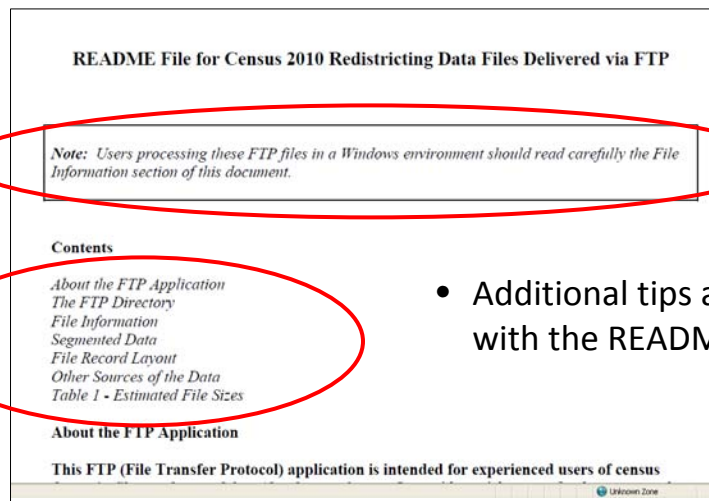 README File for Census 2010 Redistricting Data Files Delivered via FTP
Note: Users processing these FTP files in a Windows environment should read carefully the File
Information section of this document.
Contents
About the FTP Application
The FTP Directory
File Information
Segmented Data
File Record Layout
Other Sources of the Data
Table 1 - Estimated File Sizes
• Additional tips a
with the READM
About the FTP Application
This FTP (File Transfer Protocol) application is intended for experienced users of census
Unknown Zone